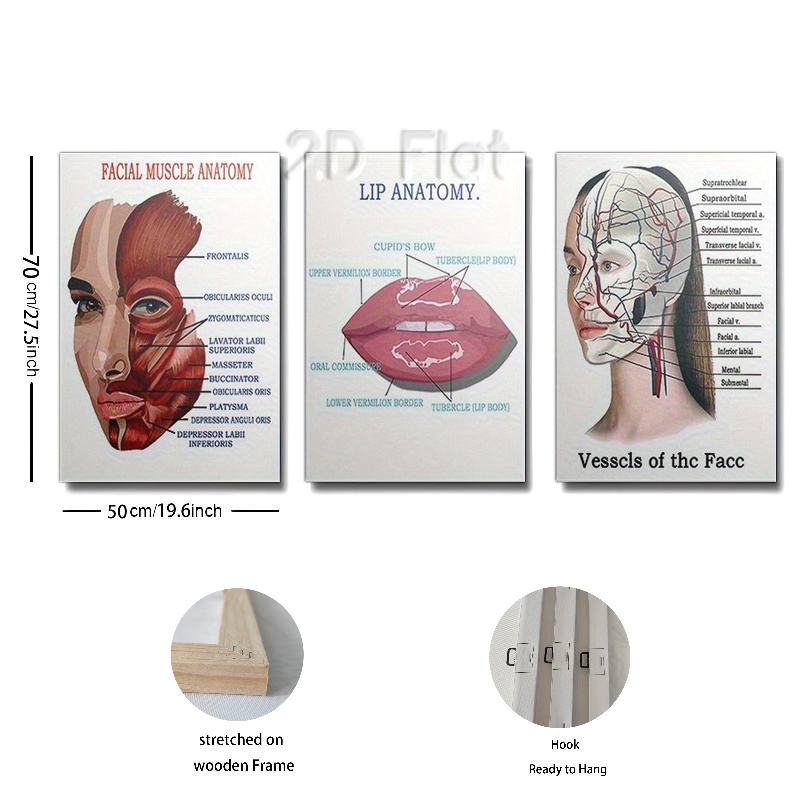 2D Flat
FACIAL MUSCLE ANATOMY
FRONTALIS
OBICULARIES OCULI
ZYGOMATICATICUS
LAVATOR LABII
SUPERIORIS
MASSETER
BUCCINATOR
OBICULARIS ORIS
PLATYSMA
DEPRESSOR ANGULI ORIS
DEPRESSOR LABII
INFERIORIS
LIP ANATOMY.
CUPID'S BOW
TUBERCLE(LIP BODY)
UPPER VERMILION BORDER
ORAL COMMISSURE
LOWER VERMILION BORDER
TUBERCLE (LIP BODY)
Supratrochlear
Supraorbital
Supericial temporal a.
Superficial temporal v.
Transverse facial v.
Transverse facial a.
Infraorbital
Superior labial branch
Facial v.
Facial a.
Inferior labial
Mental
Submental
Vesscls of thc Facc
70cm/27.5inch
50cm/19.6inch
stretched on
wooden Frame
Hook
Ready to Hang